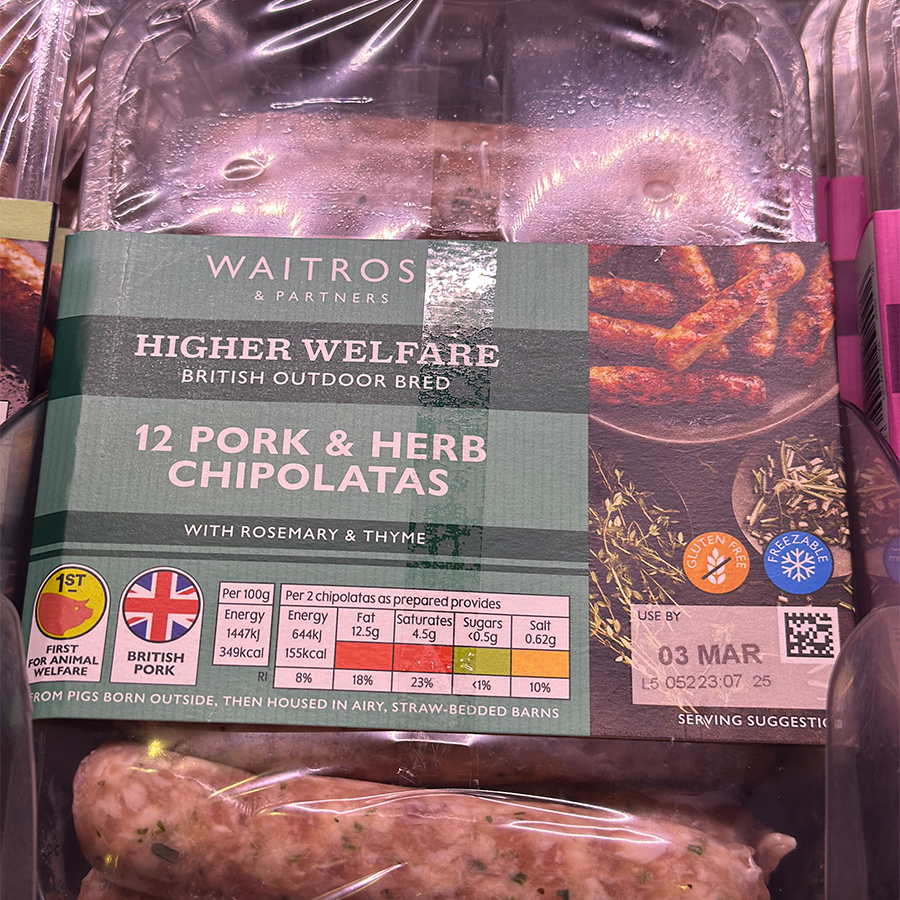 WAITROS
& PARTNERS
HIGHER WELFARE
BRITISH OUTDOOR BRED
12 PORK & HERB
CHIPOLATAS
WITH ROSEMARY & THYME
1ST
FIRST
FOR ANIMAL
WELFARE
BRITISH
PORK
Per 100g
Energy
1447kJ
349kcal
RI
Per 2 chipolatas as prepared provides
Energy
644kJ
155kcal
8%
Fat
12.5g
18%
Saturates
4.5g
23%
Sugars
<0.5g
<1%
Salt
0.62g
10%
FROM PIGS BORN OUTSIDE, THEN HOUSED IN AIRY, STRAW-BEDDED BARNS
GLUTEN FREE
FREEZABLE
USE BY
03 MAR
L5 05223:07 25
SERVING SUGGESTIO